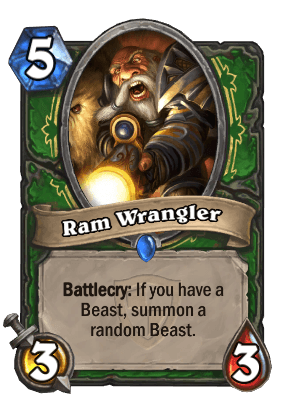 5
Ram Wrangler
Battlecry: If you have a
Beast, summon a
random Beast.
3 3